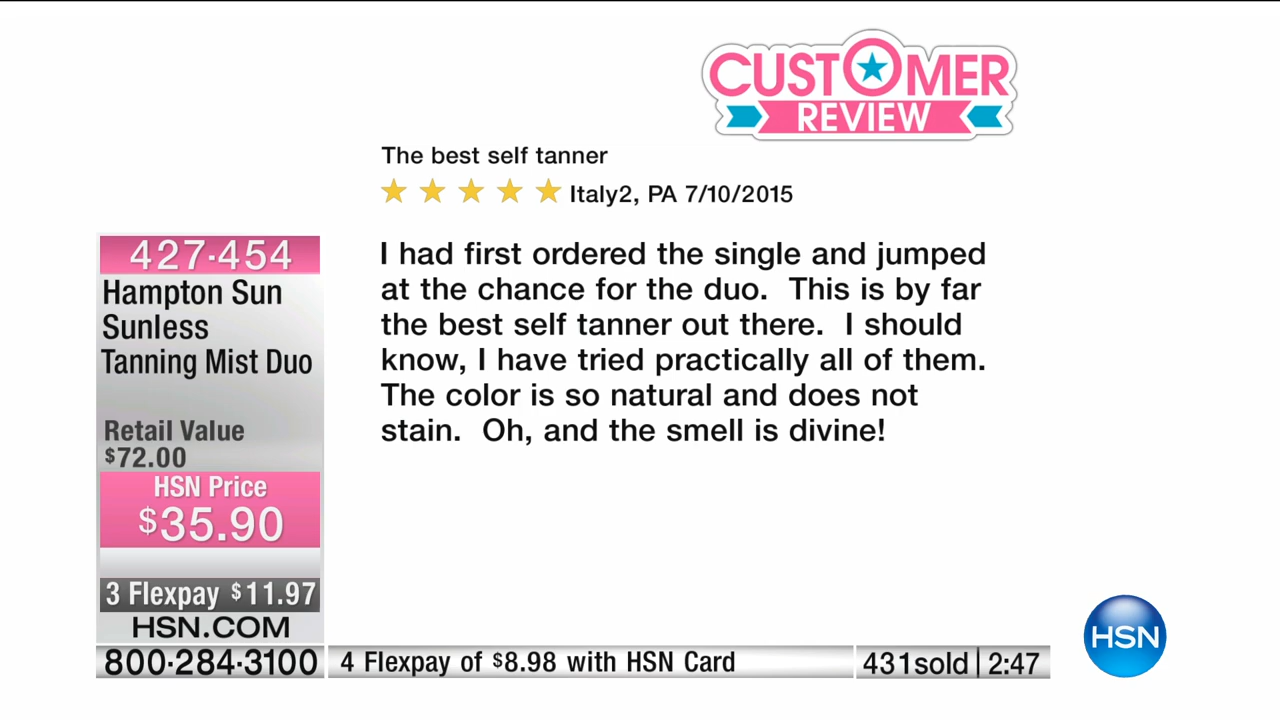 CUSTOMER
REVIEW
The best self tanner
Italy2, PA 7/10/2015
I had first ordered the single and jumped
at the chance for the duo.  This is by far
the best self tanner out there.  I should
know, I have tried practically all of them.
The color is so natural and does not
stain.  Oh, and the smell is divine!
427·454
Hampton Sun
Sunless
Tanning Mist Duo
Retail Value
$72.00
HSN Price
$35.90
3 Flexpay $11.97
HSN.COM
800·284·3100
4 Flexpay of $8.98 with HSN Card
431sold | 2:47
HSN